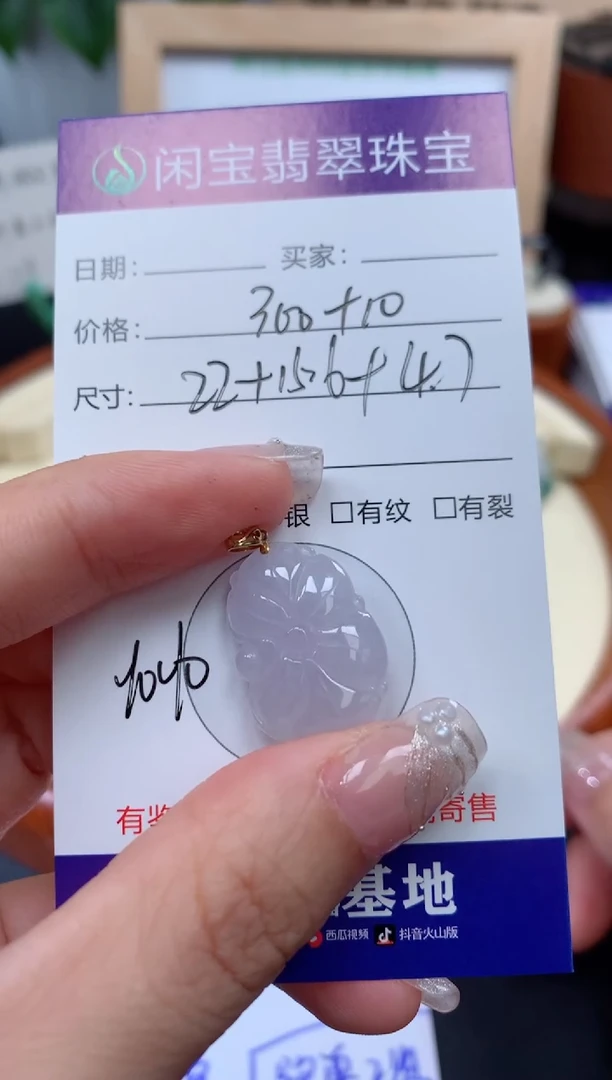 闲宝翡翠珠宝
日期: 买家:
价格: 300+10
尺寸: 22+15.6+4.7
银 □有纹 □有裂
有 寄售
基地
西瓜视频 抖音火山版